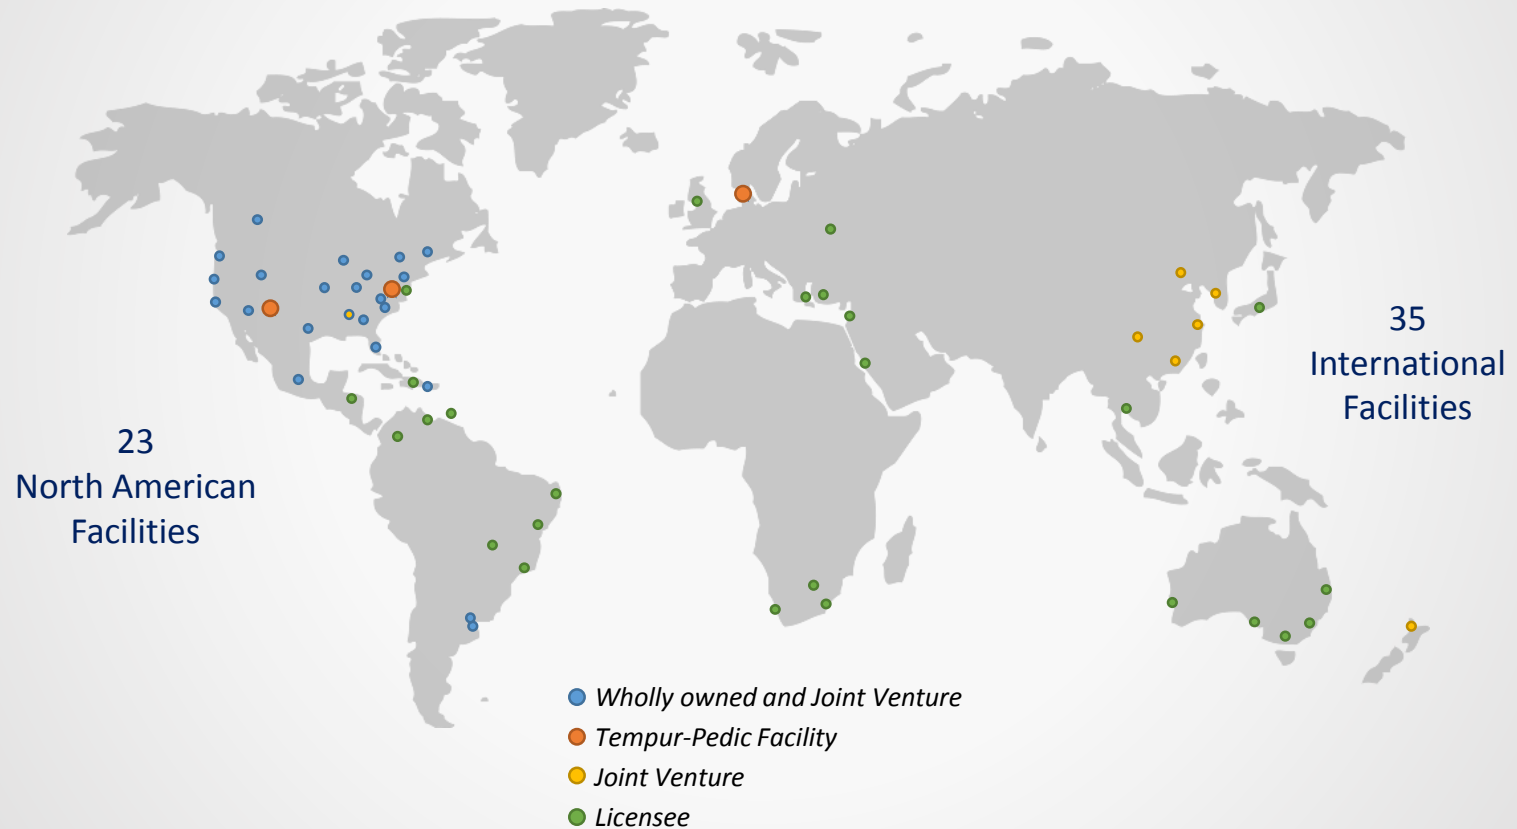 23
North American
Facilities
35
International
Facilities
Wholly owned and Joint Venture
Tempur-Pedic Facility
Joint Venture
Licensee